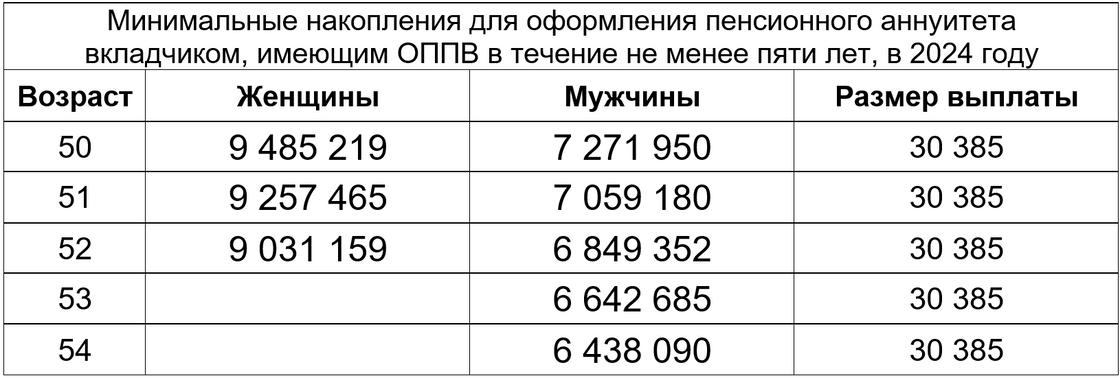 Минимальные накопления для оформления пенсионного аннуитета
вкладчиком, имеющим ОППВ в течение не менее пяти лет, в 2024 году
Возраст Женщины Мужчины Размер выплаты
50 9 485 219 7 271 950 30 385
51 9 257 465 7 059 180 30 385
52 9 031 159 6 849 352 30 385
53 6 642 685 30 385
54 6 438 090 30 385